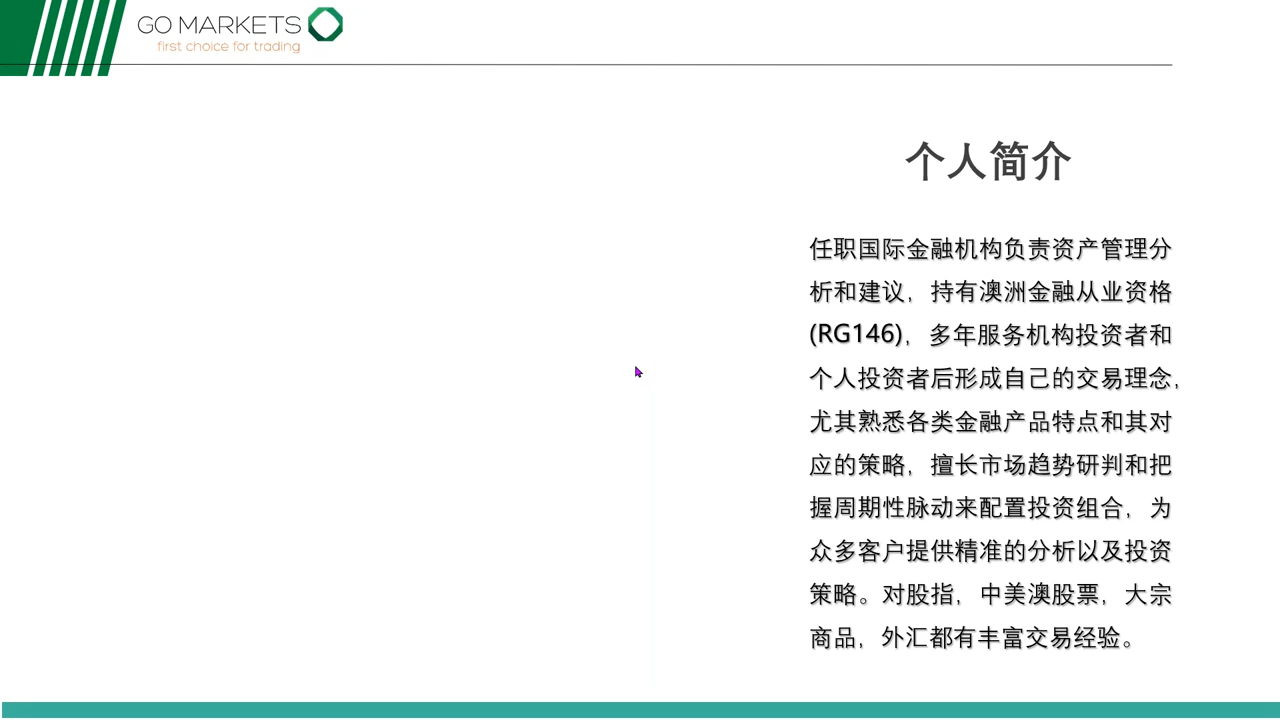 GO MARKETS
first choice for trading
个人简介
任职国际金融机构负责资产管理分
析和建议，持有澳洲金融从业资格
(RG146)，多年服务机构投资者和
个人投资者后形成自己的交易理念，
尤其熟悉各类金融产品特点和其对
应的策略，擅长市场趋势研判和把
握周期性脉动来配置投资组合，为
众多客户提供精准的分析以及投资
策略。对股指，中美澳股票，大宗
商品，外汇都有丰富交易经验。